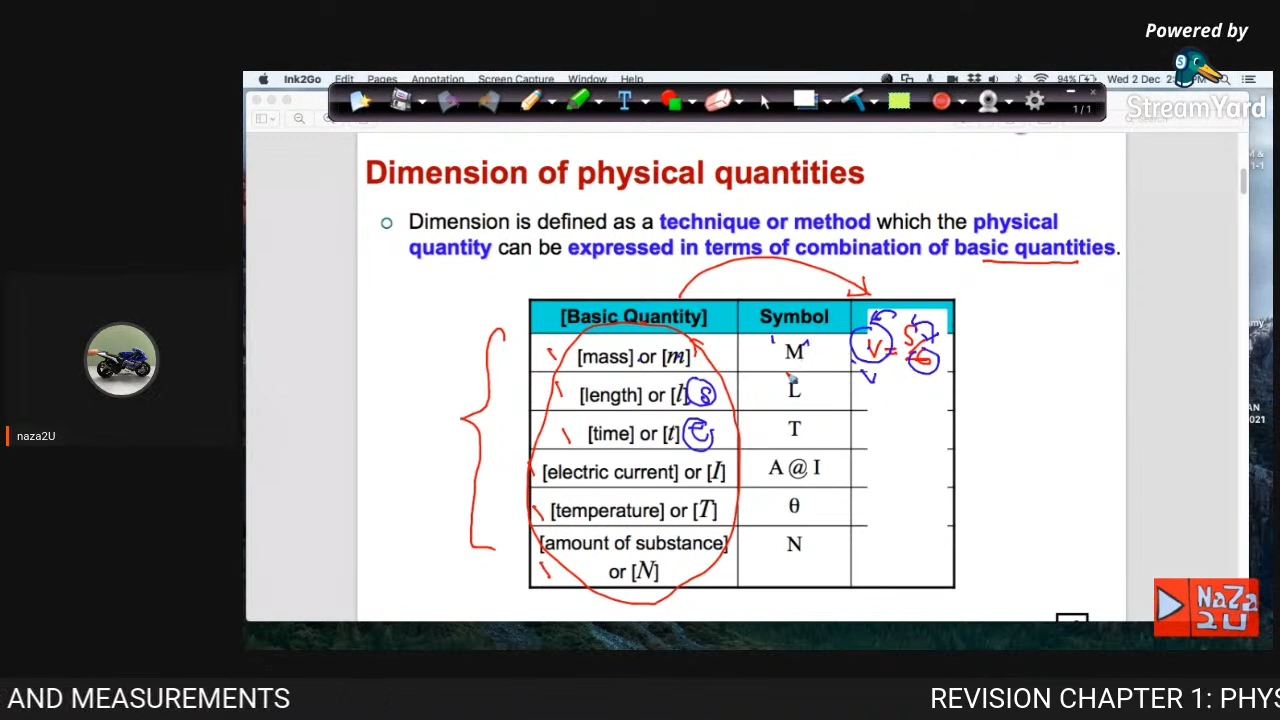 Powered by
StreamYard
Ink2Go Edit Pages Annotation Screen Capture Window Help
94%
Wed 2 Dec
1/1
Dimension of physical quantities
Dimension is defined as a technique or method which the physical
quantity can be expressed in terms of combination of basic quantities.
[Basic Quantity] Symbol
[mass] or [m] M
V = S
t
[length] or [l] s L
[time] or [t] t T
[electric current] or [I] A @ I
[temperature] or [T] θ
[amount of substance] N
or [N]
naza2U
NaZa
2U
AND MEASUREMENTS
REVISION CHAPTER 1: PHYS